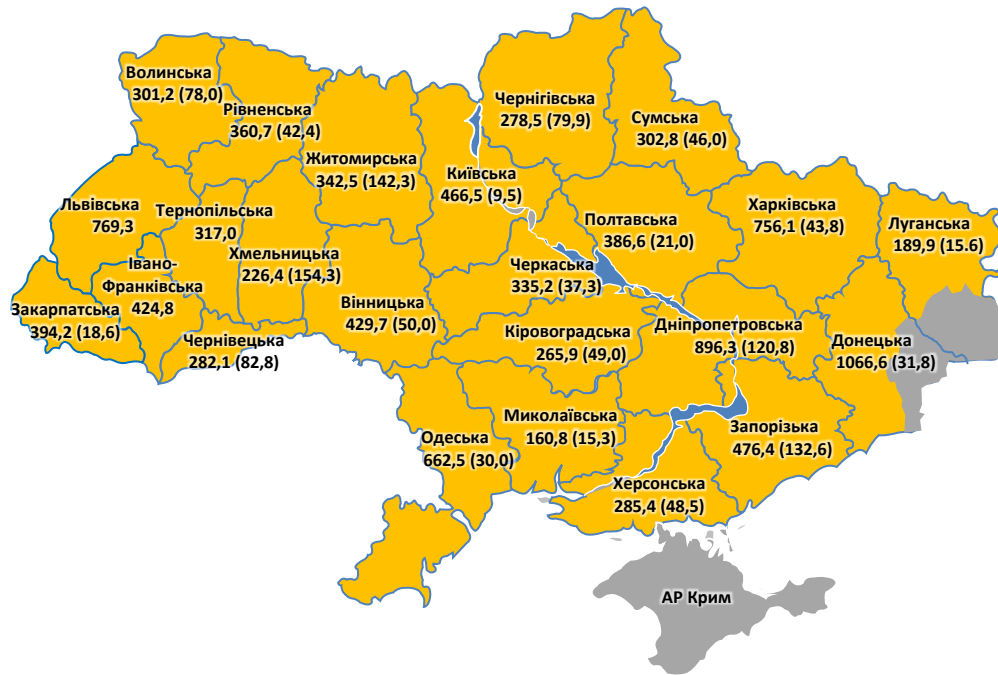 Волинська
301,2 (78,0)
Рівненська
360,7 (42,4)
Житомирська
342,5 (142,3)
Київська
466,5 (9,5)
Чернігівська
278,5 (79,9)
Сумська
302,8 (46,0)
Львівська
769,3
Тернопільська
317,0
Хмельницька
226,4 (154,3)
Івано-
Франківська
424,8
Закарпатська
394,2 (18,6)
Чернівецька
282,1 (82,8)
Вінницька
429,7 (50,0)
Черкаська
335,2 (37,3)
Полтавська
386,6 (21,0)
Харківська
756,1 (43,8)
Луганська
189,9 (15.6)
Кіровоградська
265,9 (49,0)
Дніпропетровська
896,3 (120,8)
Донецька
1066,6 (31,8)
Одеська
662,5 (30,0)
Миколаївська
160,8 (15,3)
Запорізька
476,4 (132,6)
Херсонська
285,4 (48,5)
АР Крим